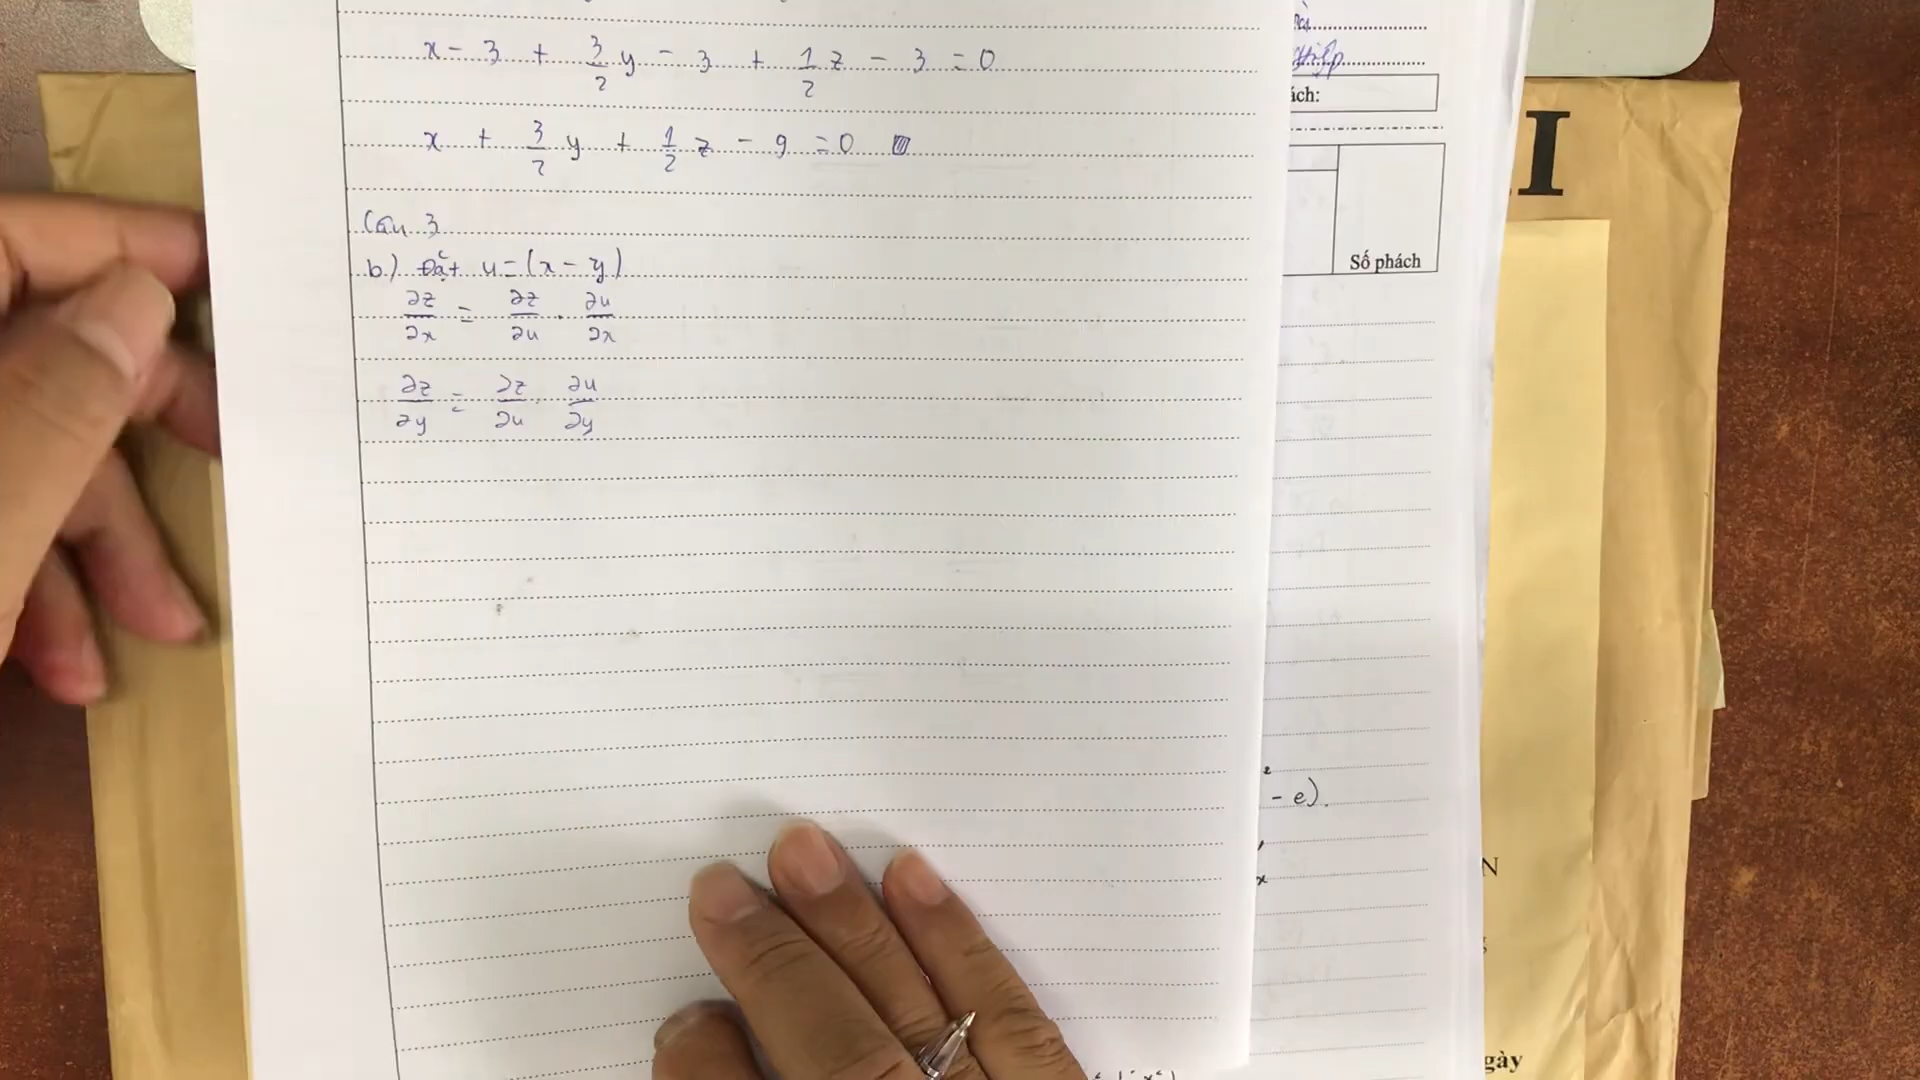 x - 3 + 3/2 y - 3 + 1/2 z - 3 = 0
x + 3/2 y + 1/2 z - 9 = 0
Câu 3
b.) Đặt u = (x - y)
∂z/∂x = ∂z/∂u . ∂u/∂x
∂z/∂y = ∂z/∂u . ∂u/∂y
ách:
I
Số phách
- e).
x
N
gày